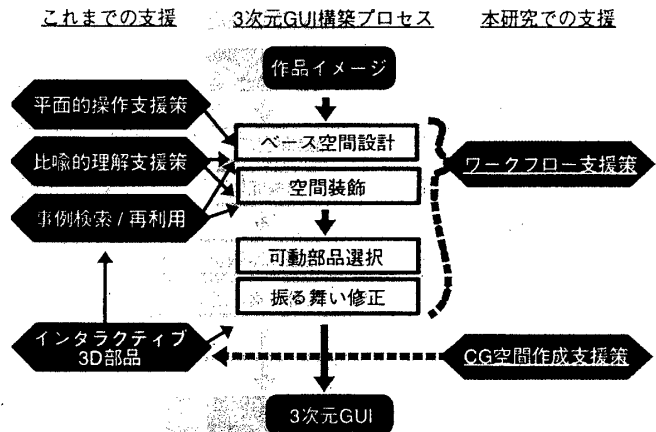 これまでの支援
3次元GUI構築プロセス
本研究での支援
作品イメージ
平面的操作支援策
比喩的理解支援策
事例検索 / 再利用
インタラクティブ
3D部品
ベース空間設計
空間装飾
可動部品選択
振る舞い修正
3次元GUI
ワークフロー支援策
CG空間作成支援策